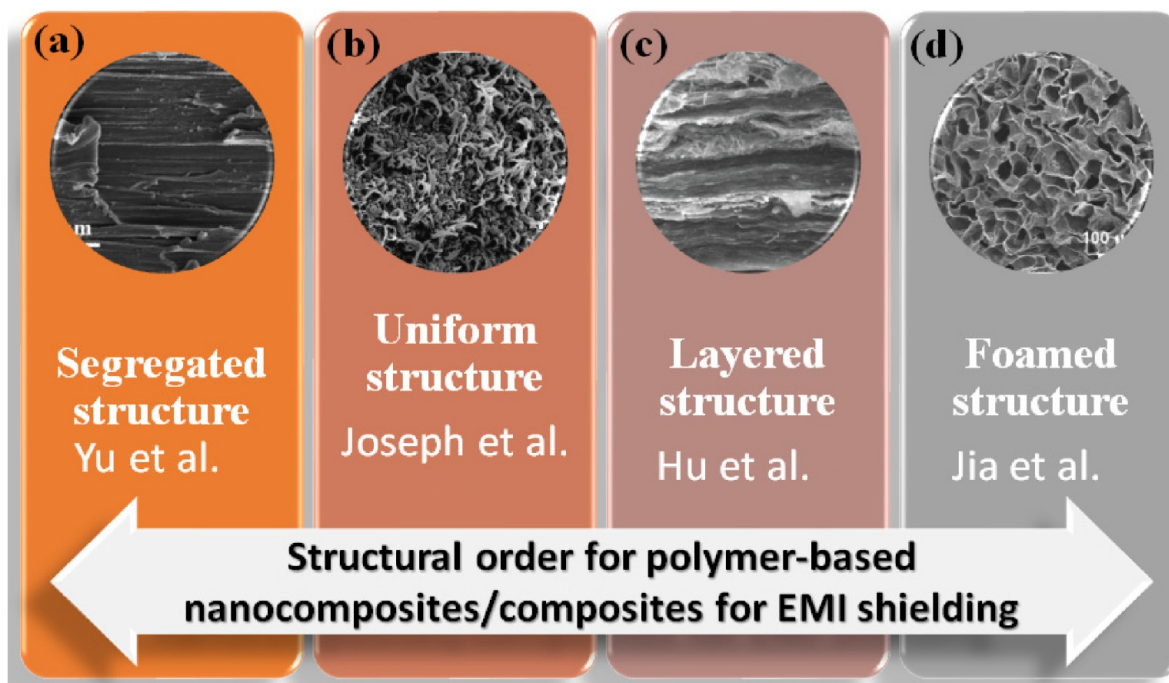 (a)
m
Segregated
structure
Yu et al.
(b)
Uniform
structure
Joseph et al.
(c)
Layered
structure
Hu et al.
(d)
100
Foamed
structure
Jia et al.
Structural order for polymer-based
nanocomposites/composites for EMI shielding